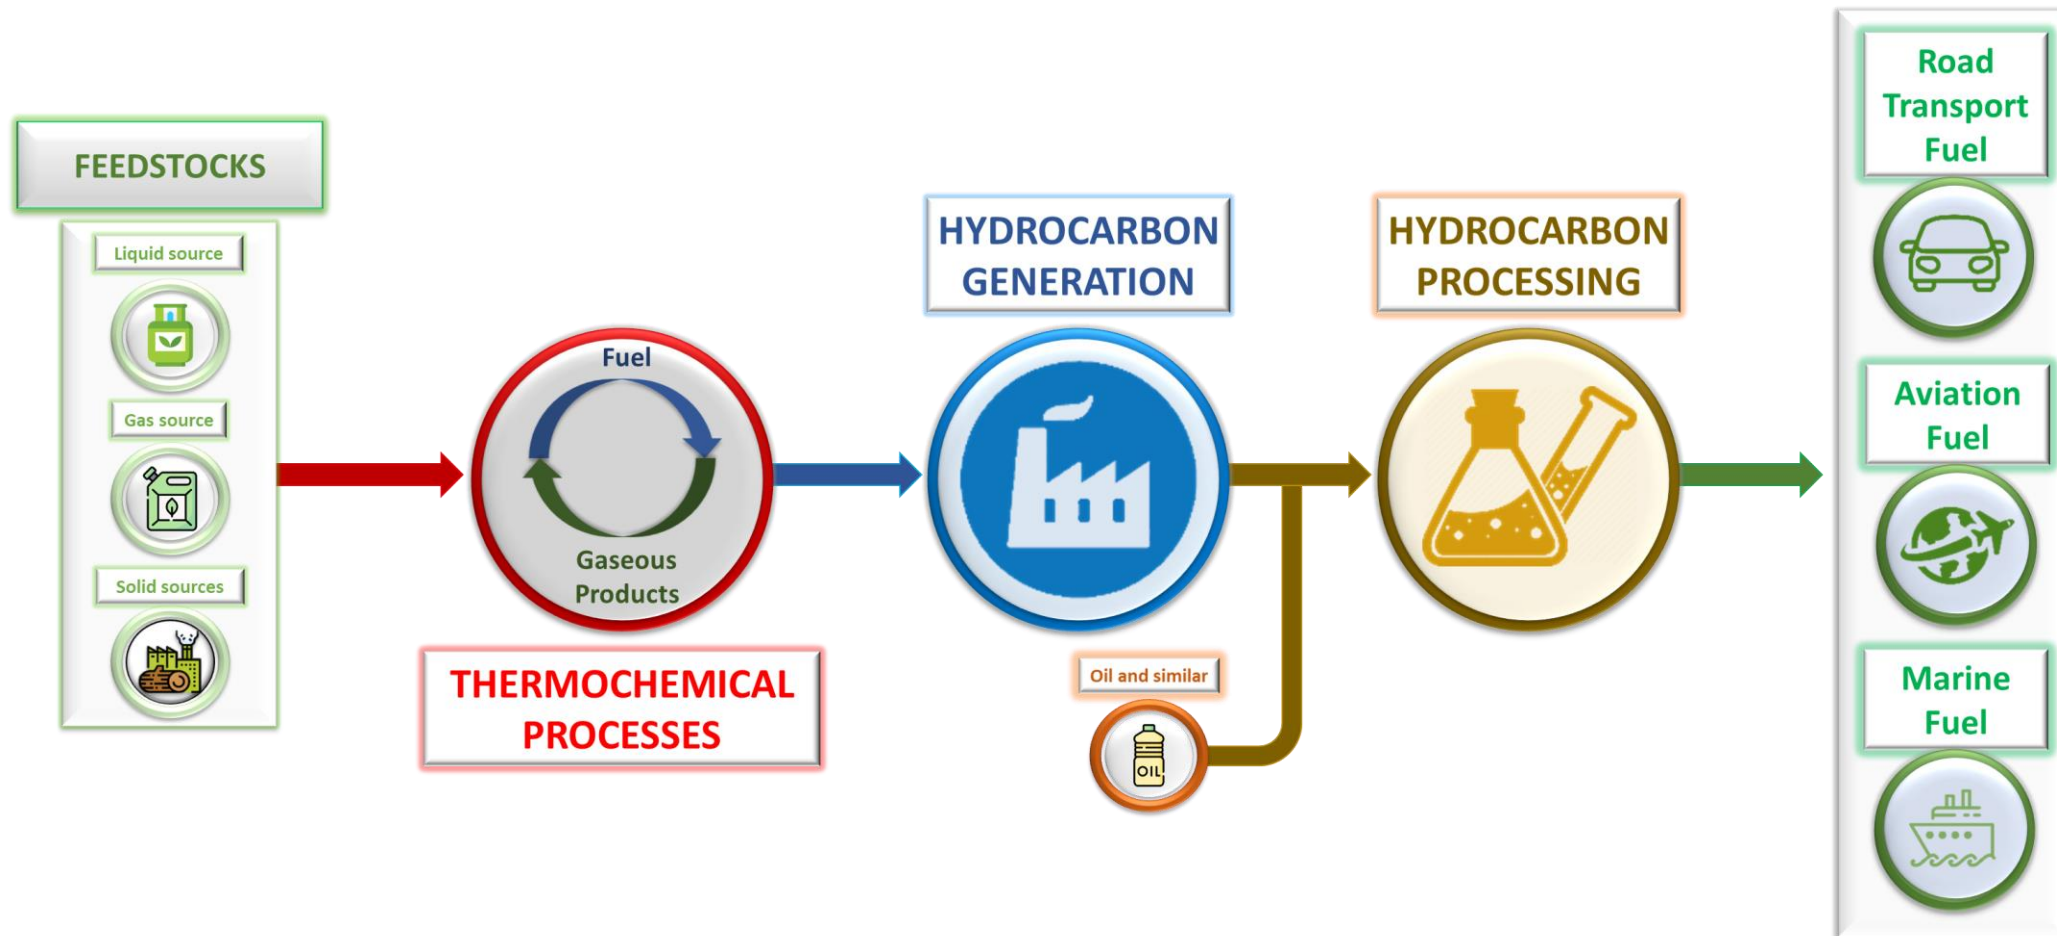 FEEDSTOCKS
Liquid source
Gas source
Solid sources
Fuel
Gaseous
Products
THERMOCHEMICAL
PROCESSES
HYDROCARBON
GENERATION
Oil and similar
OIL
HYDROCARBON
PROCESSING
Road
Transport
Fuel
Aviation
Fuel
Marine
Fuel